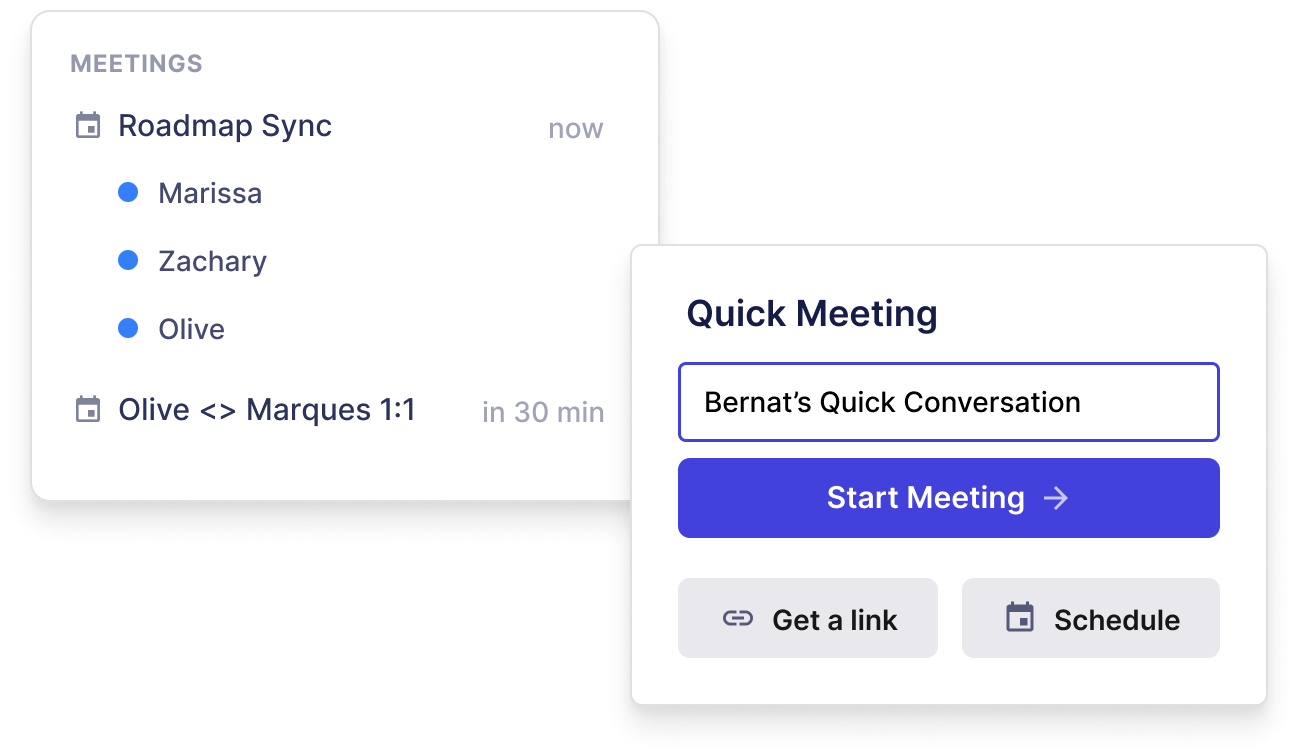 MEETINGS
Roadmap Sync now
Marissa
Zachary
Olive
Olive <> Marques 1:1 in 30 min
Quick Meeting
Bernat’s Quick Conversation
Start Meeting →
Get a link Schedule